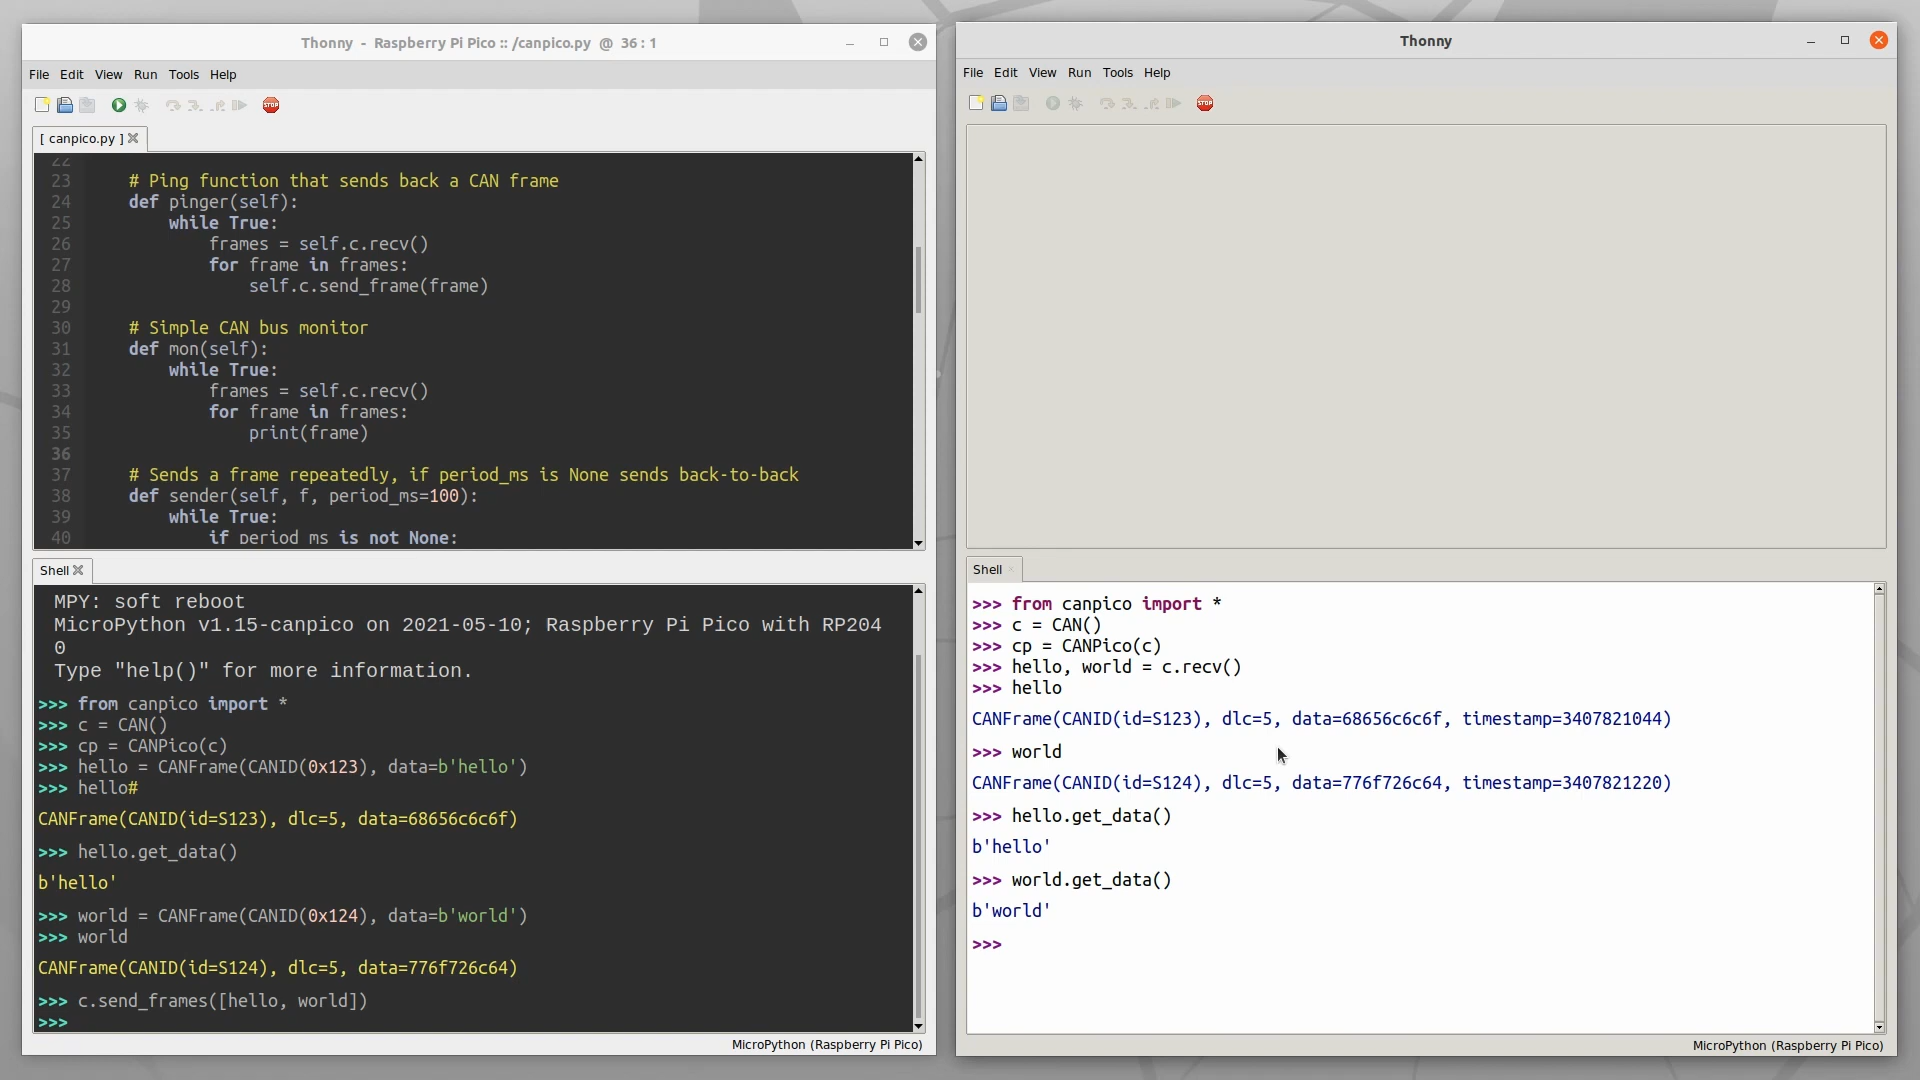 Thonny - Raspberry Pi Pico :: /canpico.py @ 36 : 1
File Edit View Run Tools Help
STOP
[ canpico.py ]
22
23 # Ping function that sends back a CAN frame
24 def pinger(self):
25 while True:
26 frames = self.c.recv()
27 for frame in frames:
28 self.c.send_frame(frame)
29
30 # Simple CAN bus monitor
31 def mon(self):
32 while True:
33 frames = self.c.recv()
34 for frame in frames:
35 print(frame)
36
37 # Sends a frame repeatedly, if period_ms is None sends back-to-back
38 def sender(self, f, period_ms=100):
39 while True:
40 if period_ms is not None:
Shell
MPY: soft reboot
MicroPython v1.15-canpico on 2021-05-10; Raspberry Pi Pico with RP204
0
Type "help()" for more information.
>>> from canpico import *
>>> c = CAN()
>>> cp = CANPico(c)
>>> hello = CANFrame(CANID(0x123), data=b'hello')
>>> hello#
CANFrame(CANID(id=S123), dlc=5, data=68656c6c6f)
>>> hello.get_data()
b'hello'
>>> world = CANFrame(CANID(0x124), data=b'world')
>>> world
CANFrame(CANID(id=S124), dlc=5, data=776f726c64)
>>> c.send_frames([hello, world])
>>>
MicroPython (Raspberry Pi Pico)
Thonny
File Edit View Run Tools Help
STOP
Shell
>>> from canpico import *
>>> c = CAN()
>>> cp = CANPico(c)
>>> hello, world = c.recv()
>>> hello
CANFrame(CANID(id=S123), dlc=5, data=68656c6c6f, timestamp=3407821044)
>>> world
CANFrame(CANID(id=S124), dlc=5, data=776f726c64, timestamp=3407821220)
>>> hello.get_data()
b'hello'
>>> world.get_data()
b'world'
>>>
MicroPython (Raspberry Pi Pico)